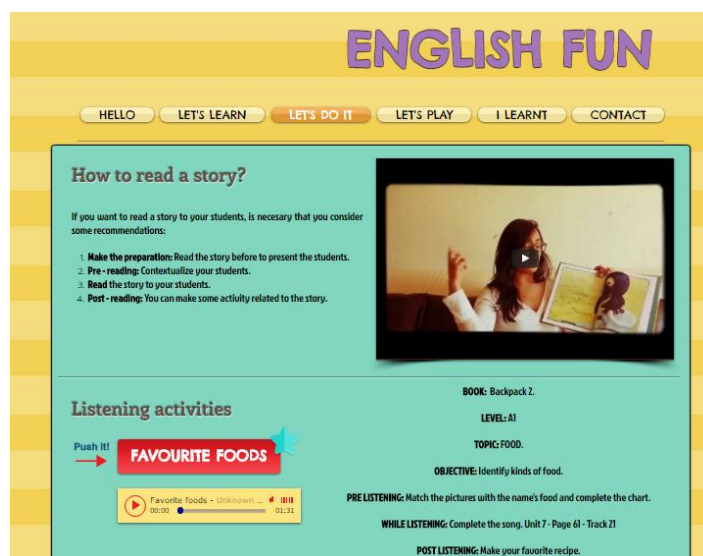 ENGLISH FUN
HELLO
LET'S LEARN
LET'S DO IT
LET'S PLAY
I LEARNT
CONTACT
How to read a story?
If you want to read a story to your students, is necesary that you consider
some recommendations:
1. Make the preparation: Read the story before to present the students.
2. Pre - reading: Contextualize your students.
3. Read the story to your students.
4. Post - reading: You can make some activity related to the story.
Listening activities
Push it!
FAVOURITE FOODS
Favorite foods - Unknown ...
00:00
01:31
BOOK: Backpack 2.
LEVEL: A1
TOPIC: FOOD.
OBJECTIVE: Identify kinds of food.
PRE LISTENING: Match the pictures with the name's food and complete the chart.
WHILE LISTENING: Complete the song. Unit 7 - Page 61 - Track 21
POST LISTENING: Make your favorite recipe.